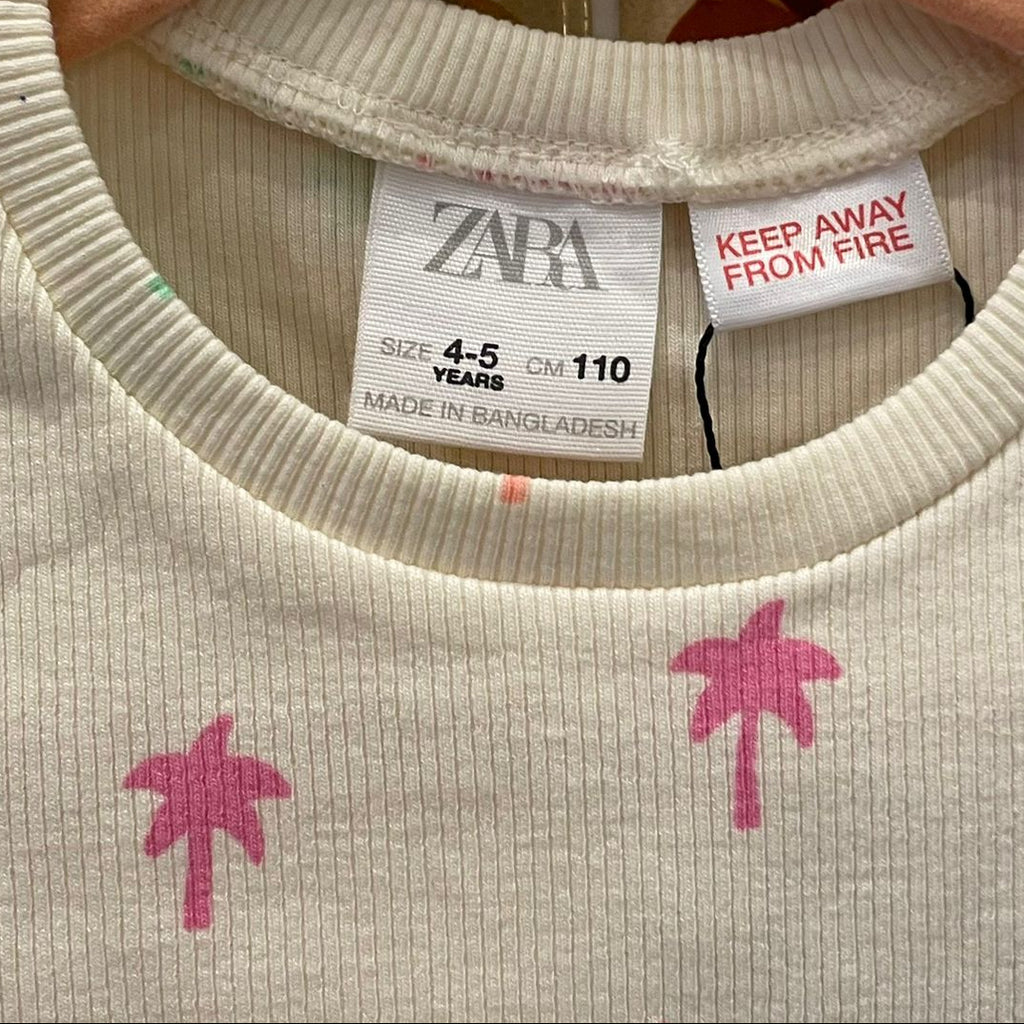 ZARA
SIZE 4-5 YEARS CM 110
MADE IN BANGLADESH
KEEP AWAY
FROM FIRE